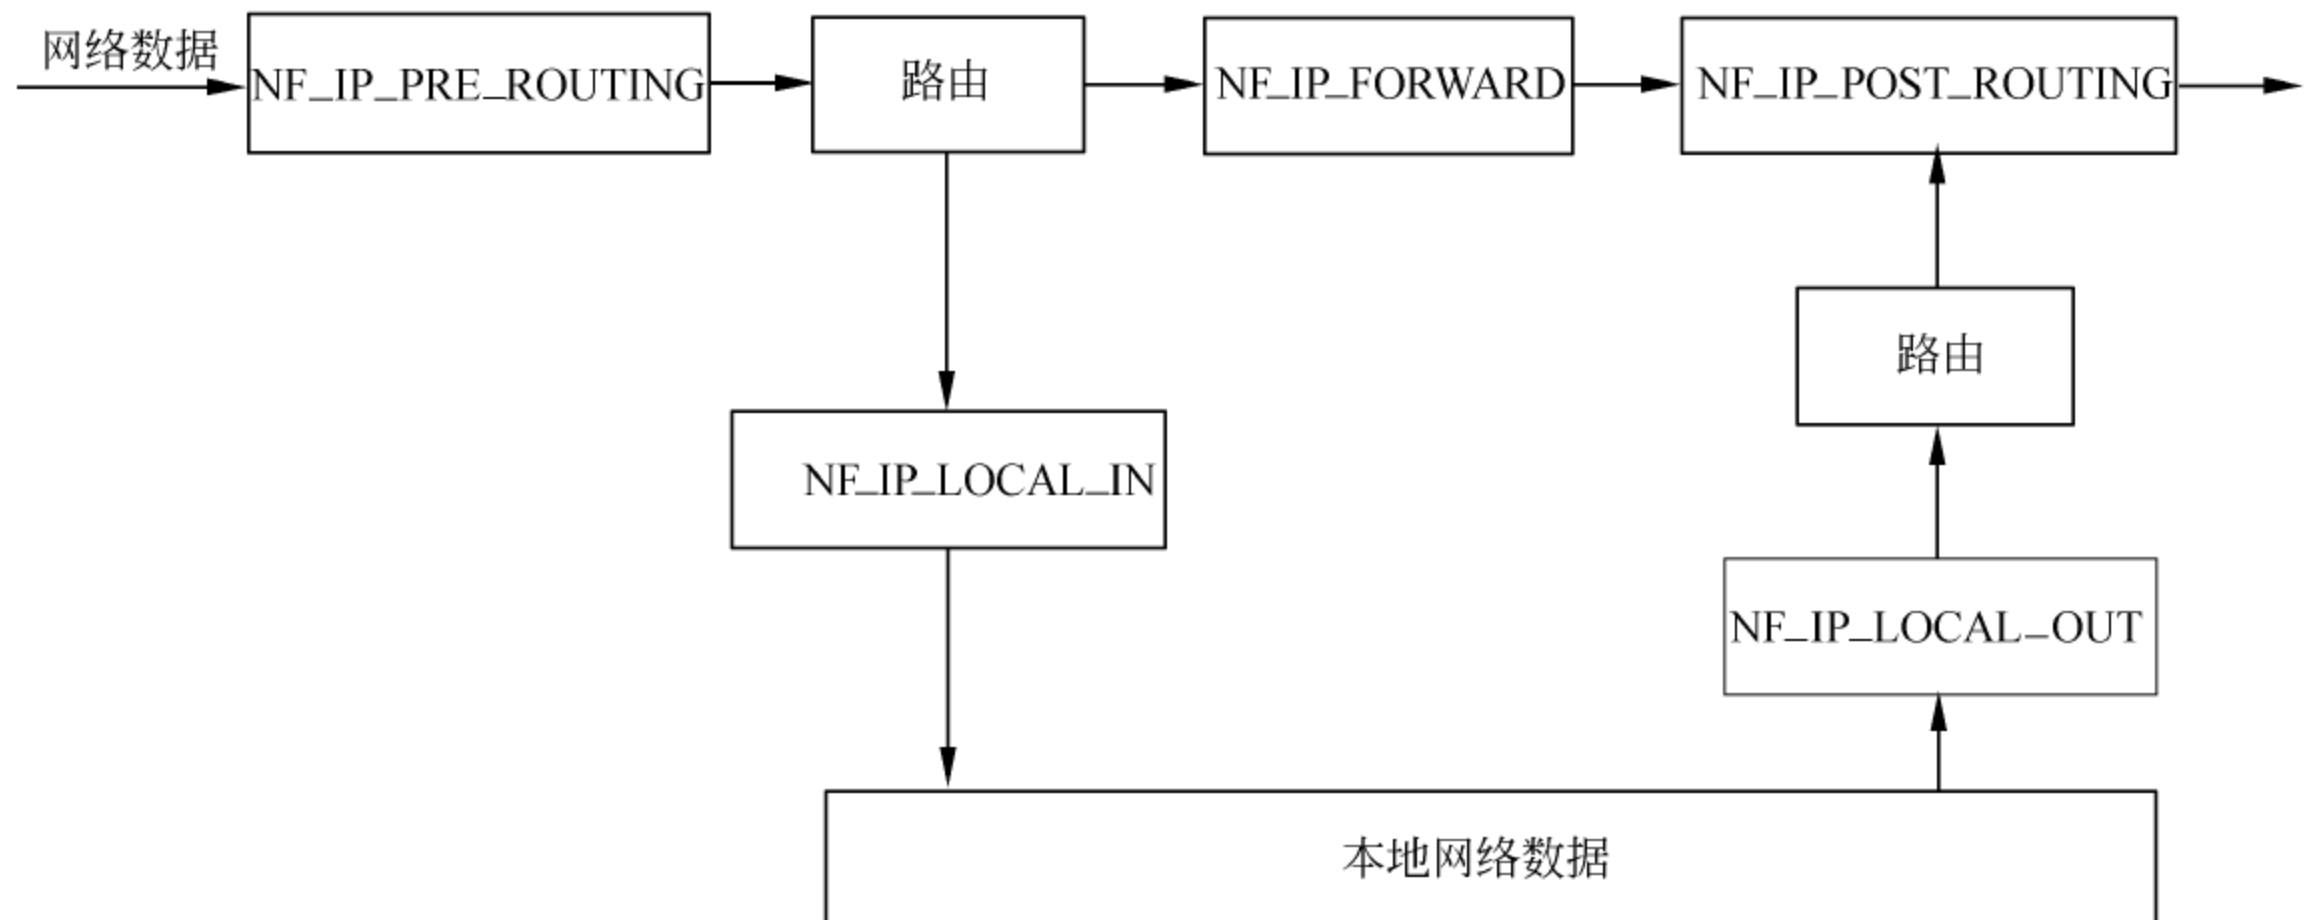 网络数据
NF_IP_PRE_ROUTING
路由
NF_IP_FORWARD
NF_IP_POST_ROUTING
路由
NF_IP_LOCAL_IN
NF_IP_LOCAL_OUT
本地网络数据